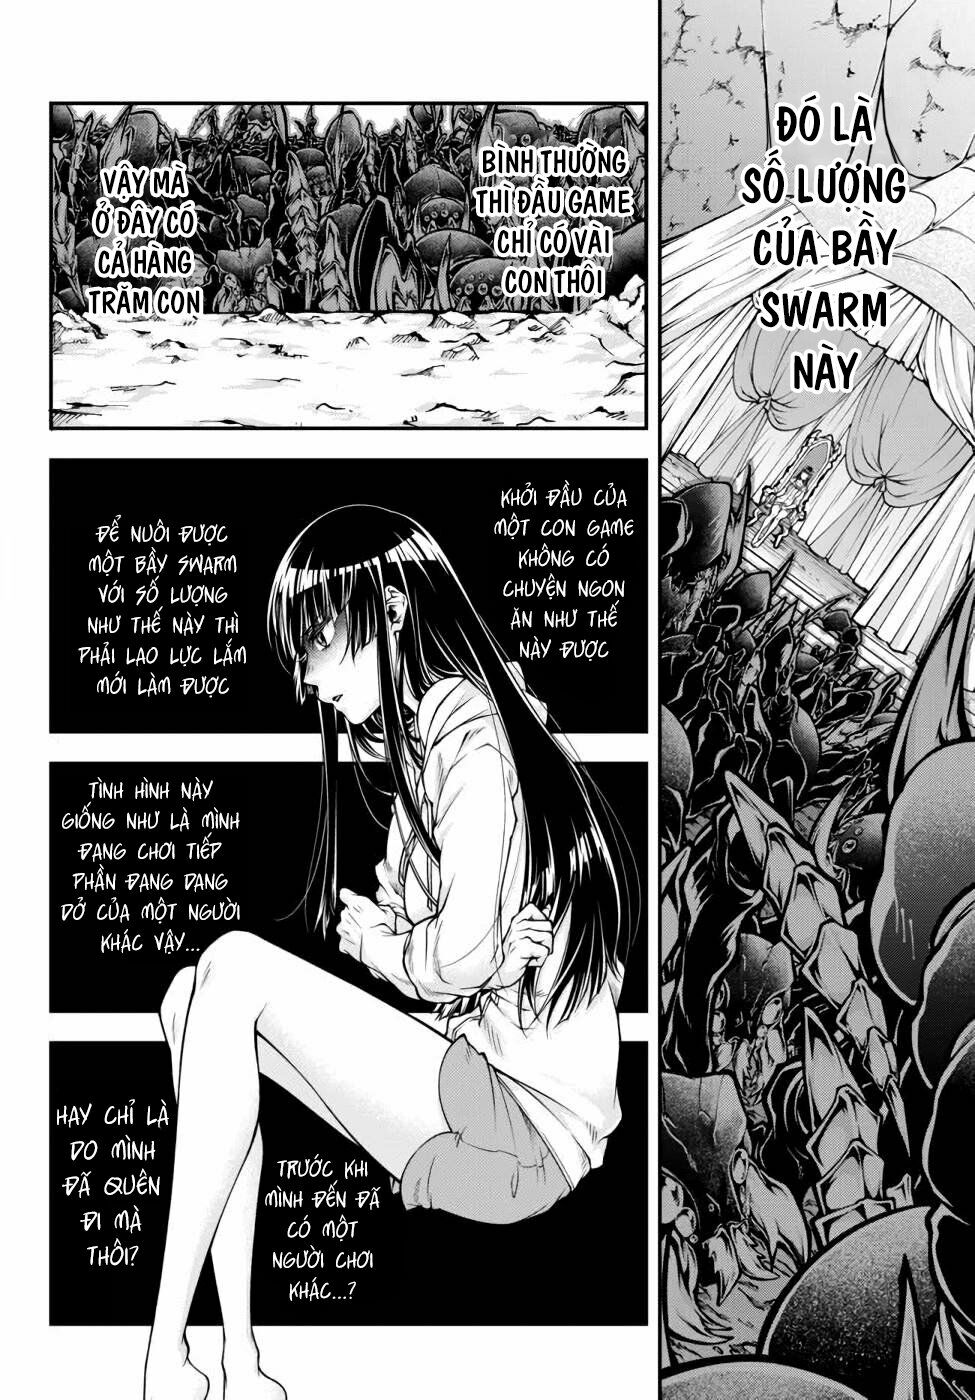 ĐÓ LÀ
SỐ LƯỢNG
CỦA BẦY
SWARM
NÀY
BÌNH THƯỜNG
THÌ ĐẦU GAME
CHỈ CÓ VÀI
CON THÔI
VẬY MÀ
Ở ĐÂY CÓ
CẢ HÀNG
TRĂM CON
KHỞI ĐẦU CỦA
MỘT CON GAME
KHÔNG CÓ
CHUYỆN NGON
ĂN NHƯ THẾ
NÀY ĐƯỢC
ĐỂ NUÔI ĐƯỢC
MỘT BẦY SWARM
VỚI SỐ LƯỢNG
NHƯ THẾ NÀY THÌ
PHẢI LAO LỰC LẮM
MỚI LÀM ĐƯỢC
TÌNH HÌNH NÀY
GIỐNG NHƯ LÀ MÌNH
ĐANG CHƠI TIẾP
PHẦN ĐANG DANG
DỞ CỦA MỘT NGƯỜI
KHÁC VẬY...
TRƯỚC KHI
MÌNH ĐẾN ĐÃ
CÓ MỘT
NGƯỜI CHƠI
KHÁC...?
HAY CHỈ LÀ
DO MÌNH
ĐÃ QUÊN
ĐI MÀ
THÔI?